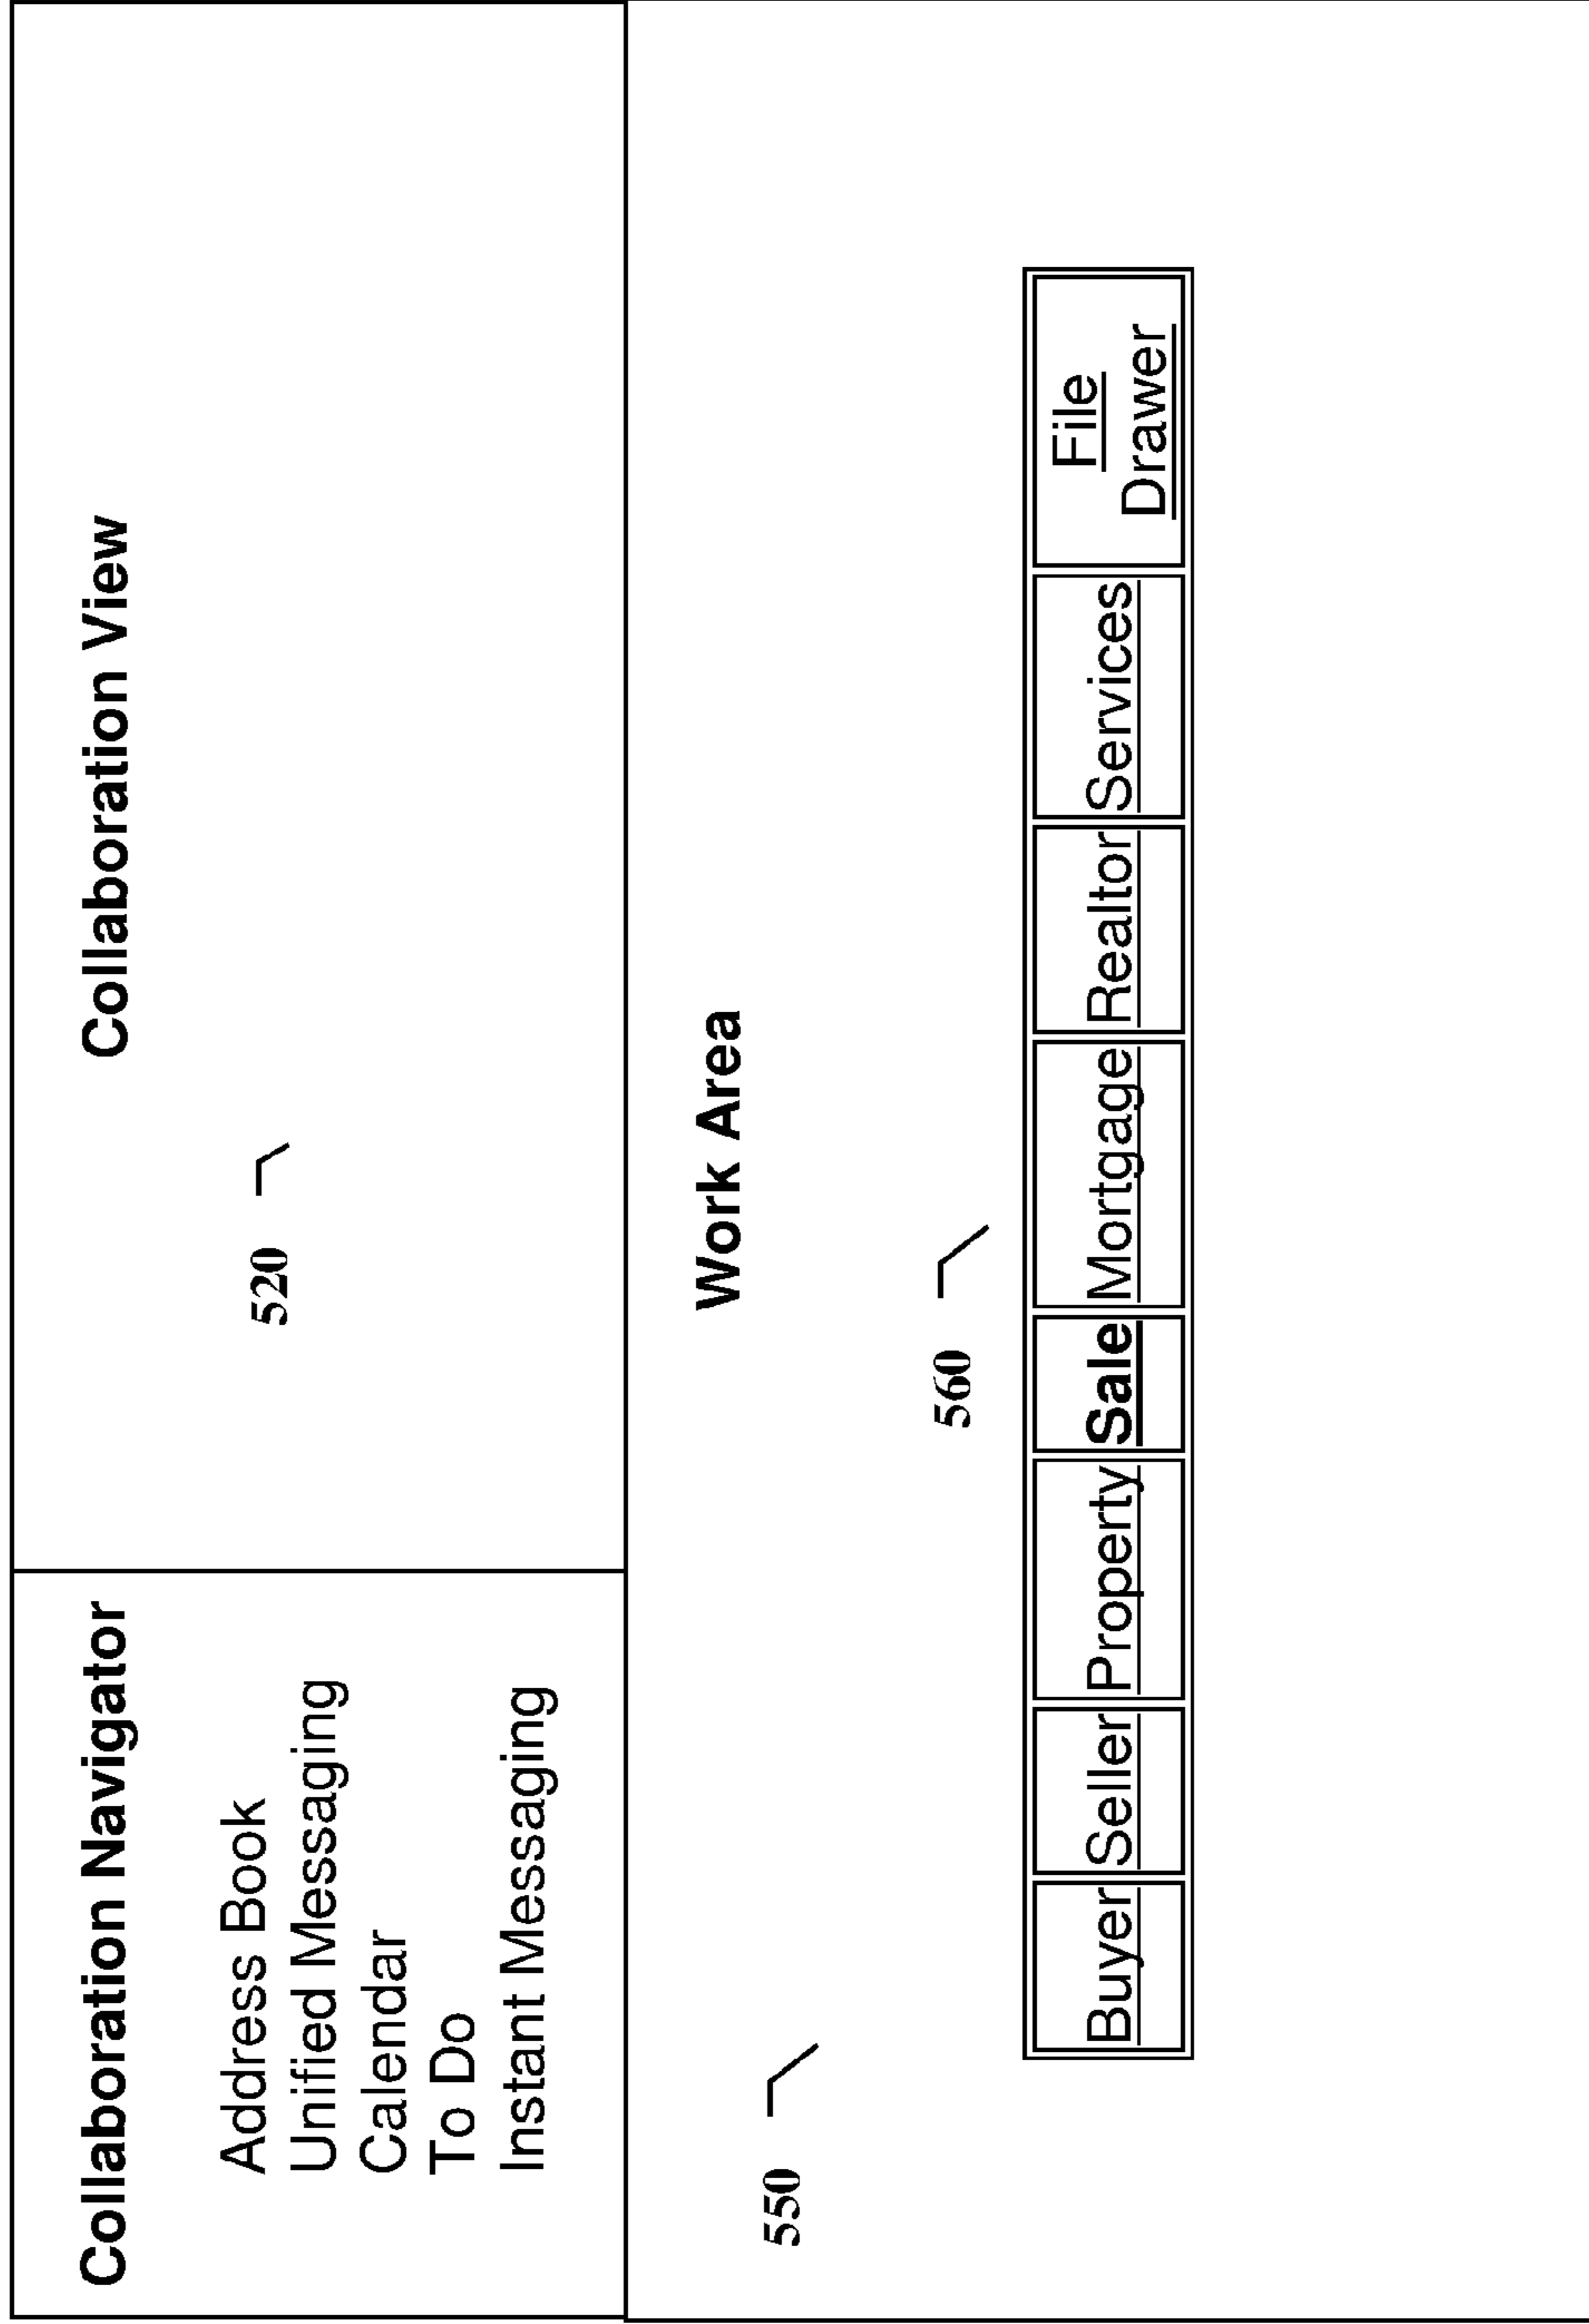 Collaboration Navigator
Address Book
Unified Messaging
Calendar
To Do
Instant Messaging
Collaboration View
520
Work Area
550
560
Buyer Seller Property Sale Mortgage Realtor Services File
Drawer